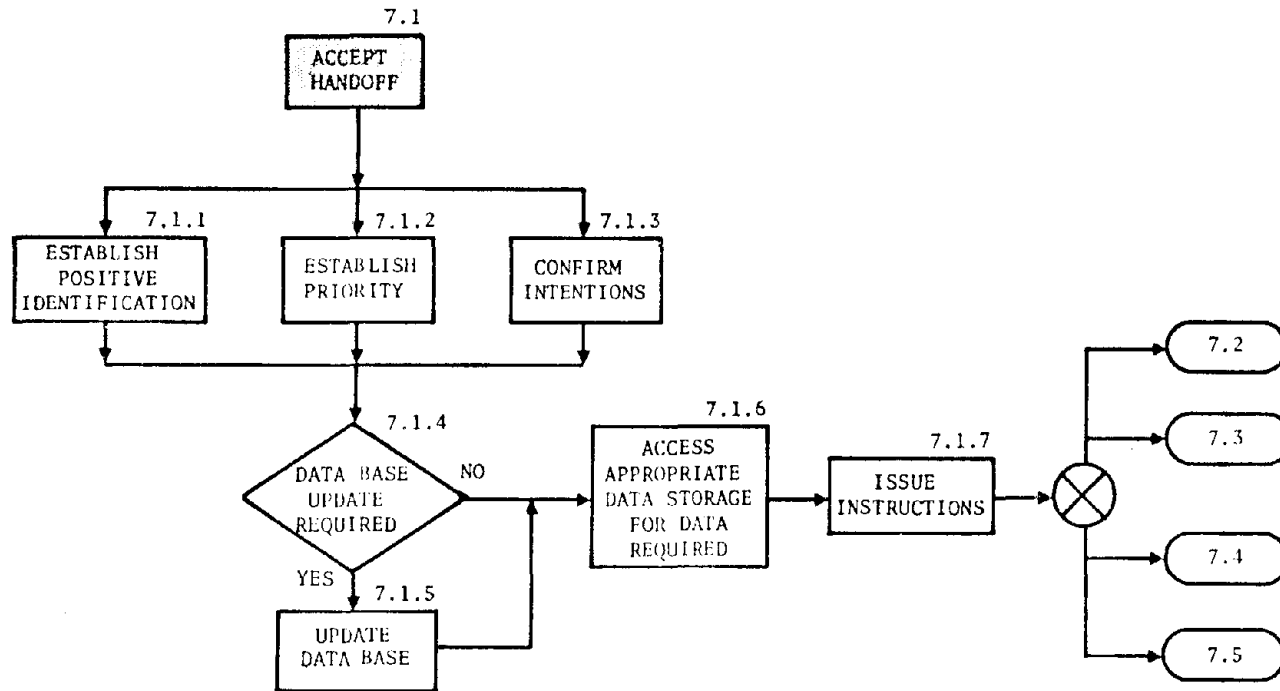 7.1
ACCEPT
HANDOFF
7.1.1
ESTABLISH
POSITIVE
IDENTIFICATION
7.1.2
ESTABLISH
PRIORITY
7.1.3
CONFIRM
INTENTIONS
7.1.4
DATA BASE
UPDATE
REQUIRED
NO
YES
7.1.5
UPDATE
DATA BASE
7.1.6
ACCESS
APPROPRIATE
DATA STORAGE
FOR DATA
REQUIRED
7.1.7
ISSUE
INSTRUCTIONS
7.2
7.3
7.4
7.5